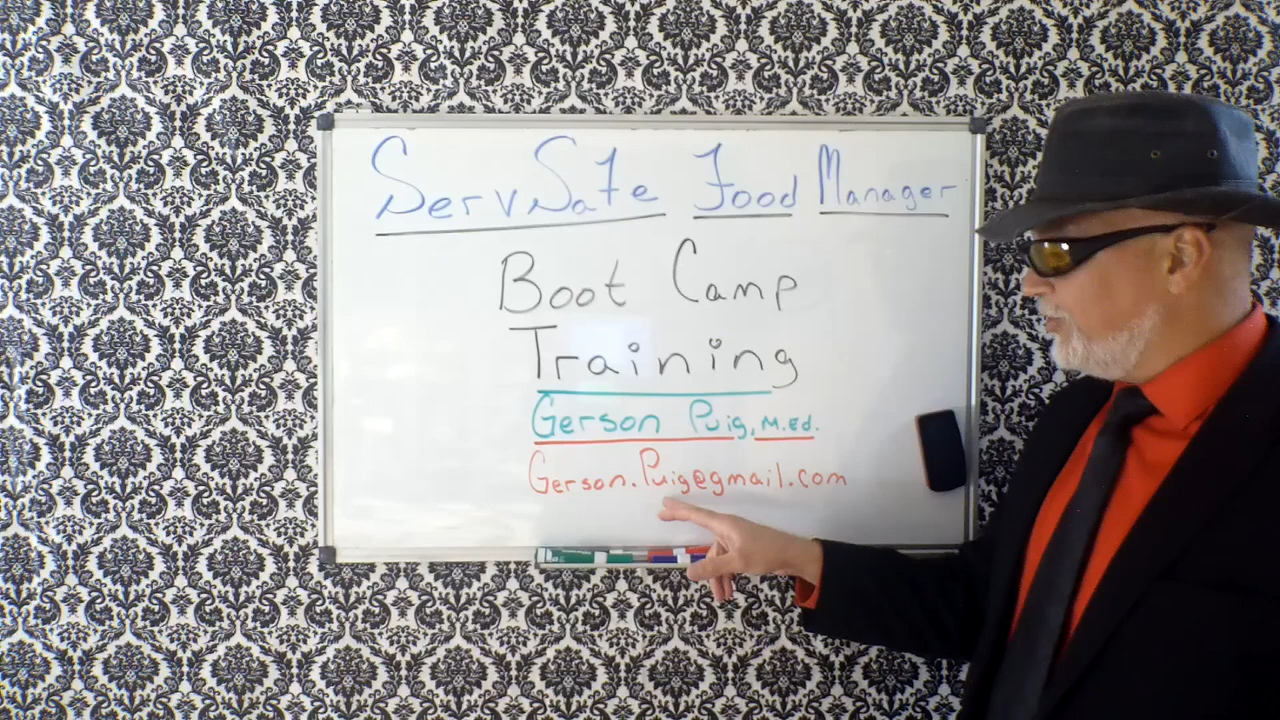 ServSafe Food Manager
Boot Camp
Training
Gerson Puig, M.Ed.
Gerson.Puig@gmail.com